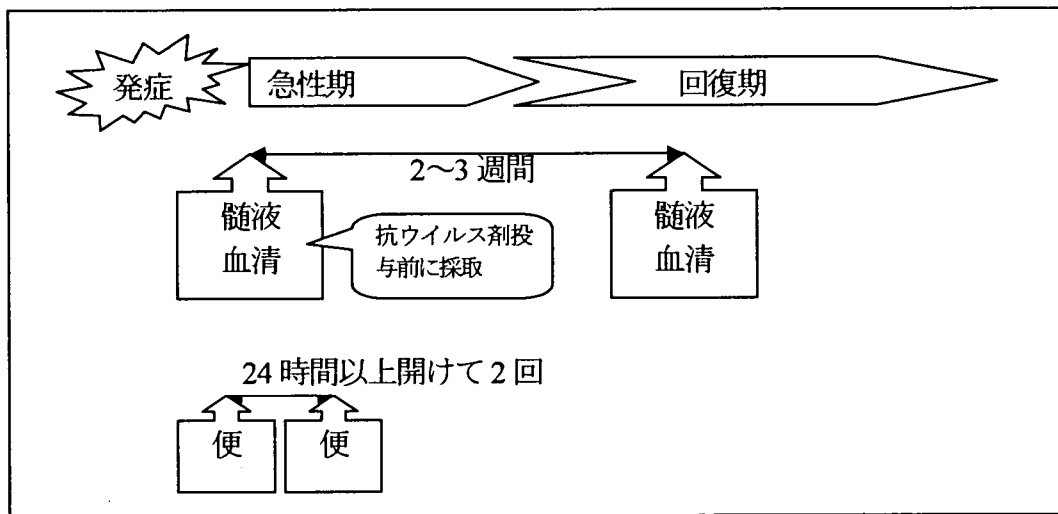 発症
急性期
回復期
2～3 週間
髄液
血清
抗ウイルス剤投
与前に採取
髄液
血清
24 時間以上開けて 2 回
便
便